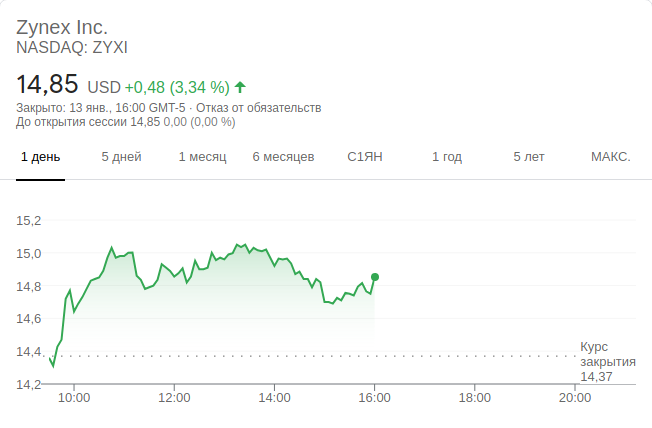 Zynex Inc.
NASDAQ: ZYXI
14,85 USD +0,48 (3,34 %)
Закрыто: 13 янв., 16:00 GMT-5 · Отказ от обязательств
До открытия сессии 14,85 0,00 (0,00 %)
1 день 5 дней 1 месяц 6 месяцев С1ЯН 1 год 5 лет МАКС.
15,2
15,0
14,8
14,6
14,4
14,2
Курс
закрытия
14,37
10:00 12:00 14:00 16:00 18:00 20:00